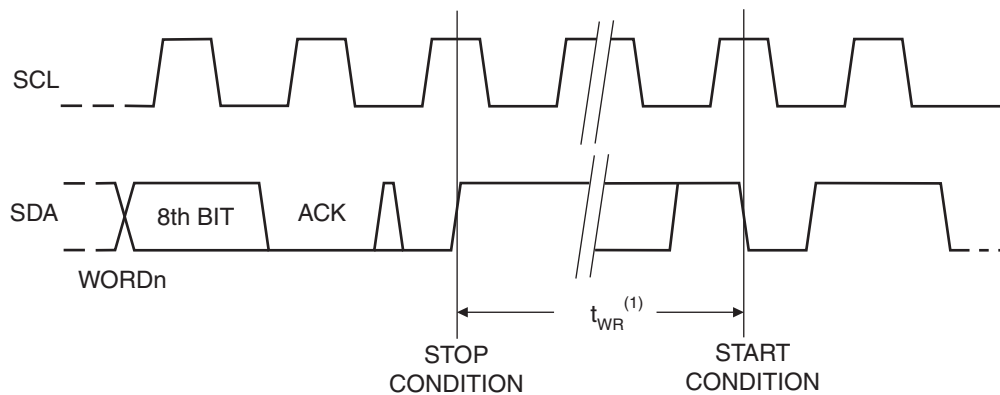 SCL
SDA
8th BIT
ACK
WORDn
tWR(1)
STOP
CONDITION
START
CONDITION